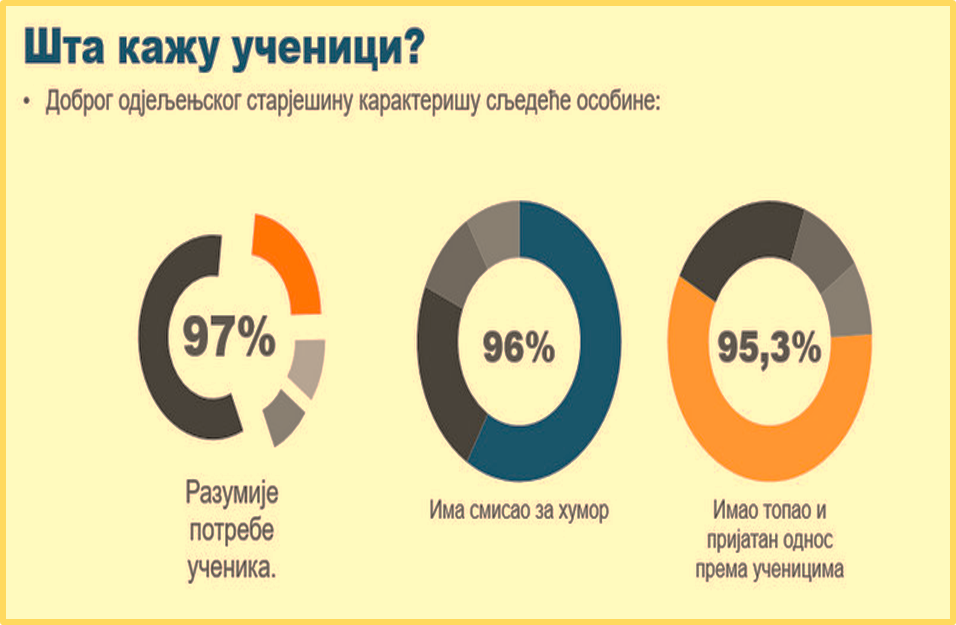 Шта кажу ученици?
• Доброг одјељењског старјешину карактеришу сљедеће особине:
97%
96%
95,3%
Разумије
потребе
ученика.
Има смисао за хумор
Имао топао и
пријатан однос
према ученицима